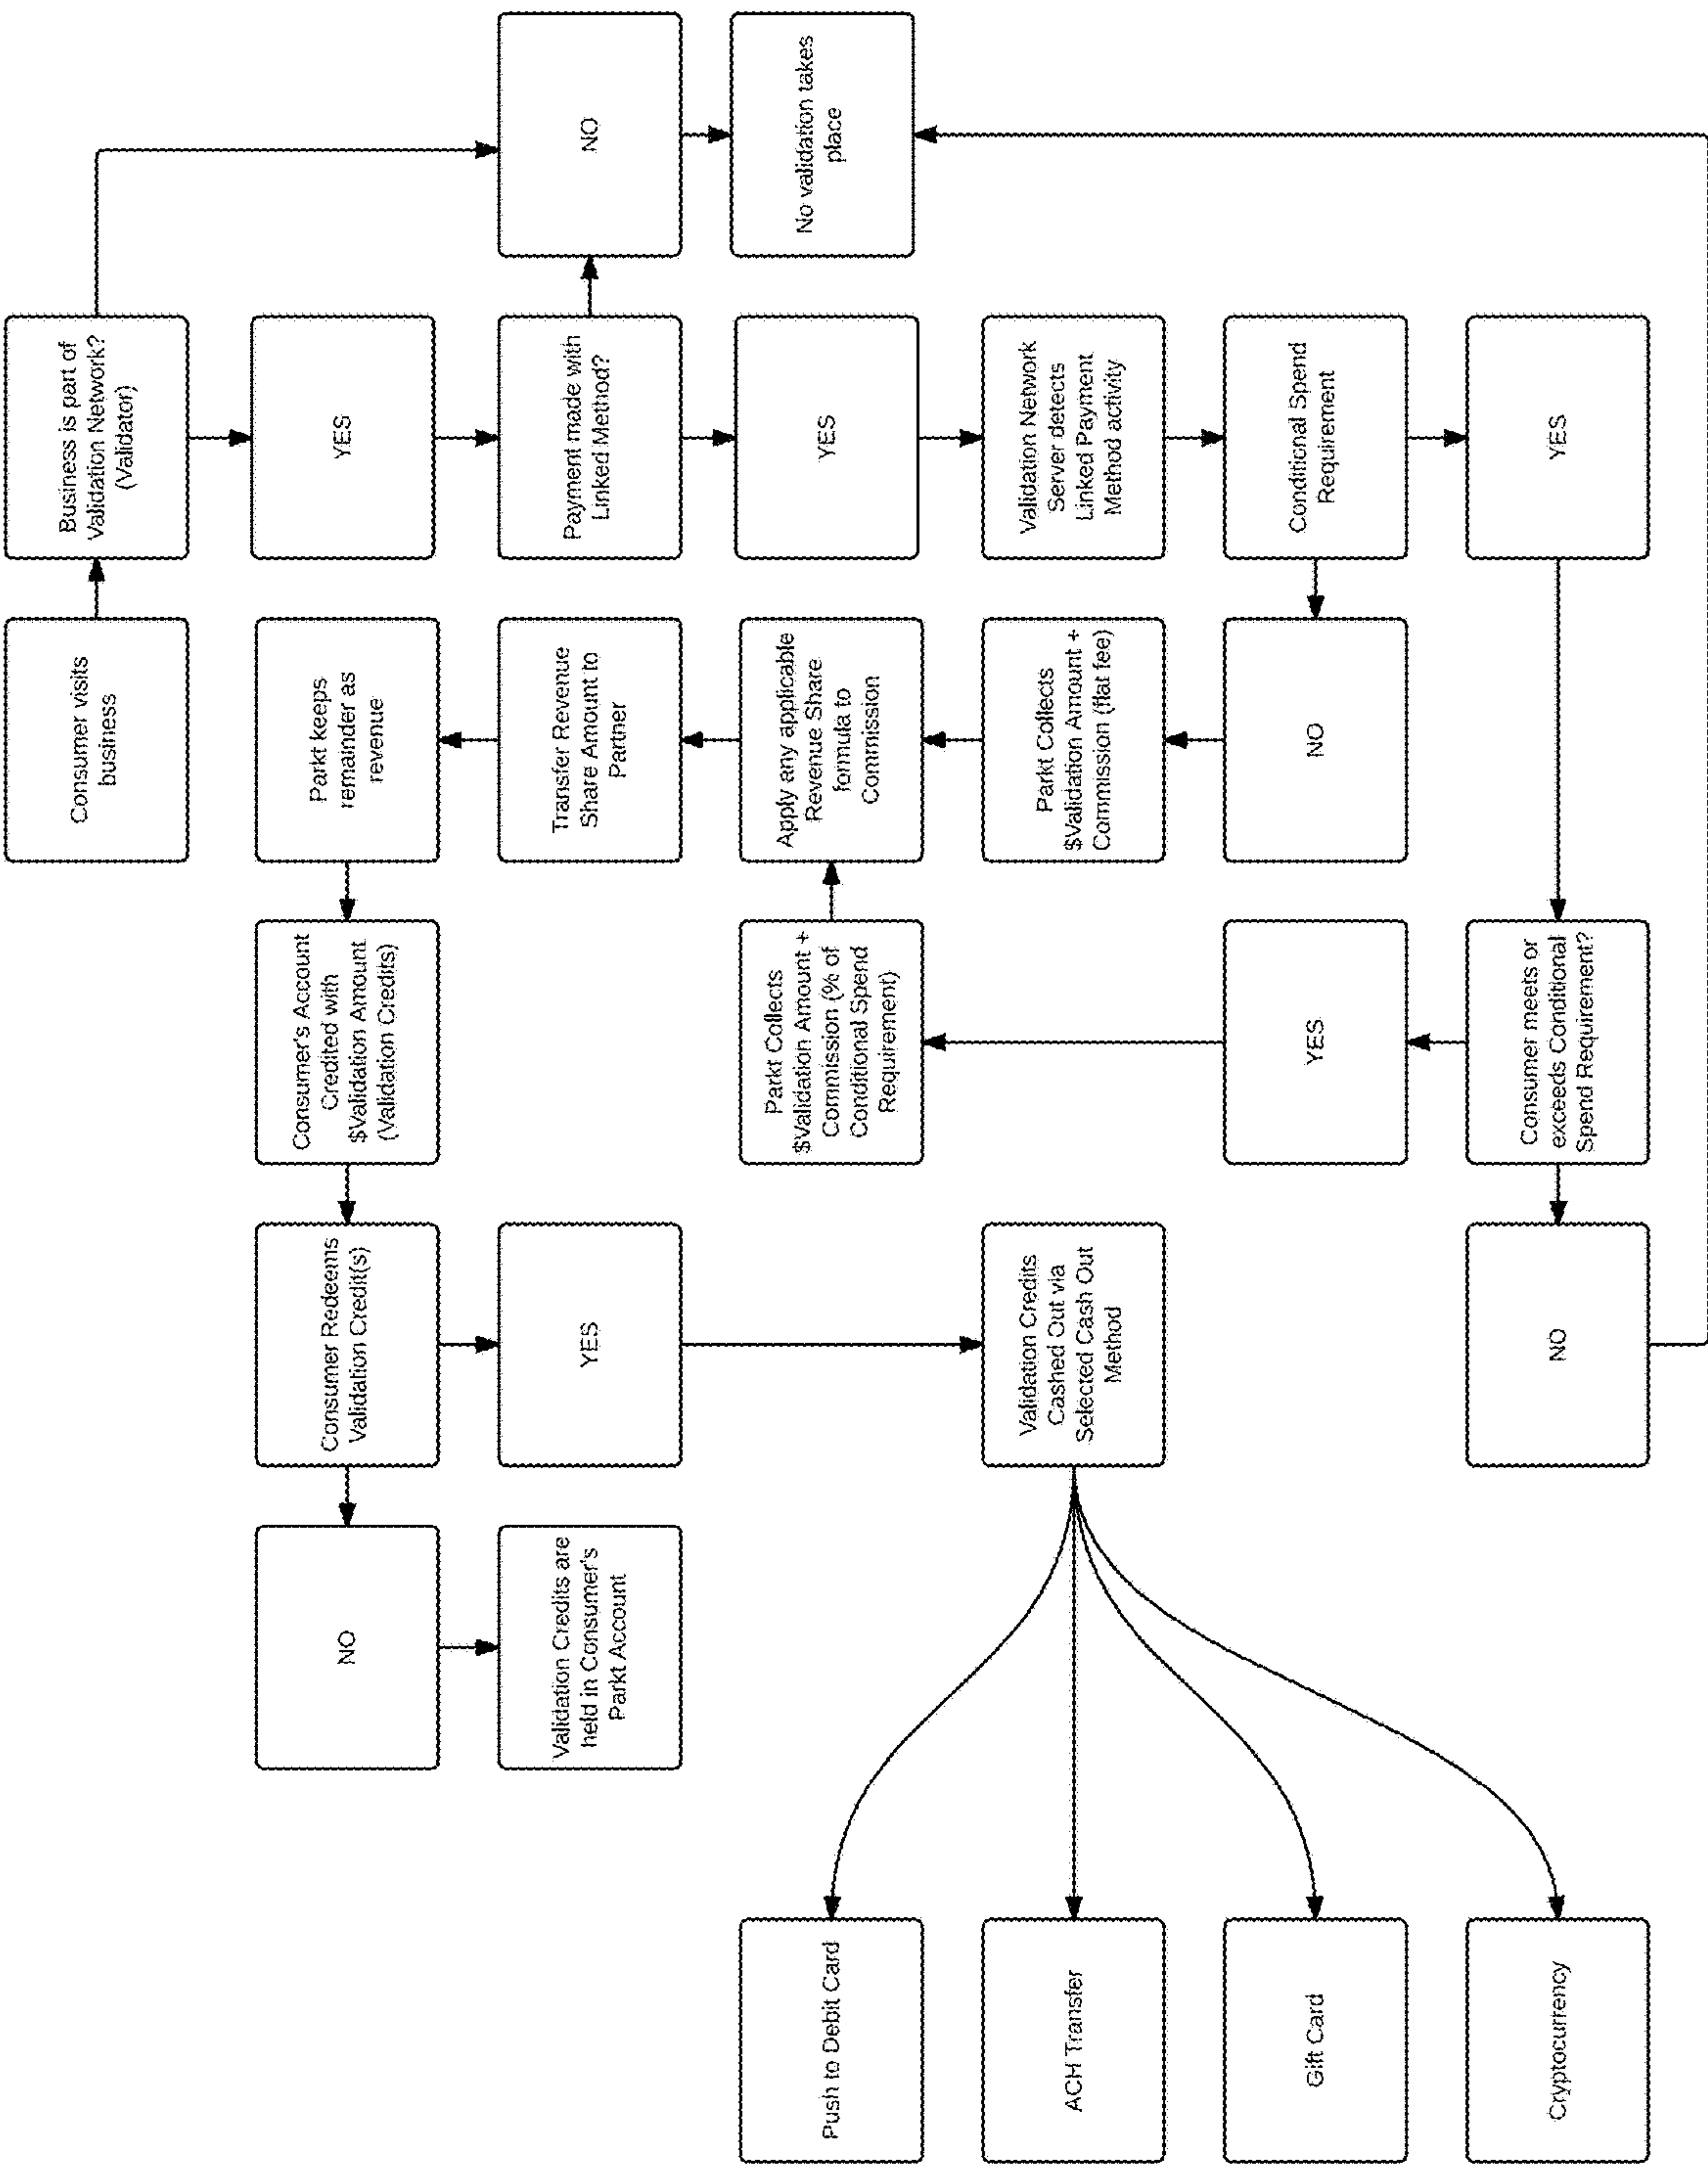 Consumer visits
business
Business is part of
Validation Network?
(Validator)
YES
Payment made with
Linked Method?
NO
No validation takes
place
YES
Validation Network
Server detects
Linked Payment
Method activity
Conditional Spend
Requirement
YES
NO
Parkt Collects
$Validation Amount +
Commission (flat fee)
Apply any applicable
Revenue Share
formula to
Commission
Transfer Revenue
Share Amount to
Partner
Parkt keeps
remainder as
revenue
Consumer meets or
exceeds Conditional
Spend Requirement?
YES
Parkt Collects
$Validation Amount +
Commission (% of
Conditional Spend
Requirement)
NO
Consumer's Account
Credited with
$Validation Amount
(Validation Credits)
Consumer Redeems
Validation Credit(s)
YES
NO
Validation Credits are
held in Consumer's
Parkt Account
Validation Credits
Cashed Out via
Selected Cash Out
Method
Push to Debit Card
ACH Transfer
Gift Card
Cryptocurrency